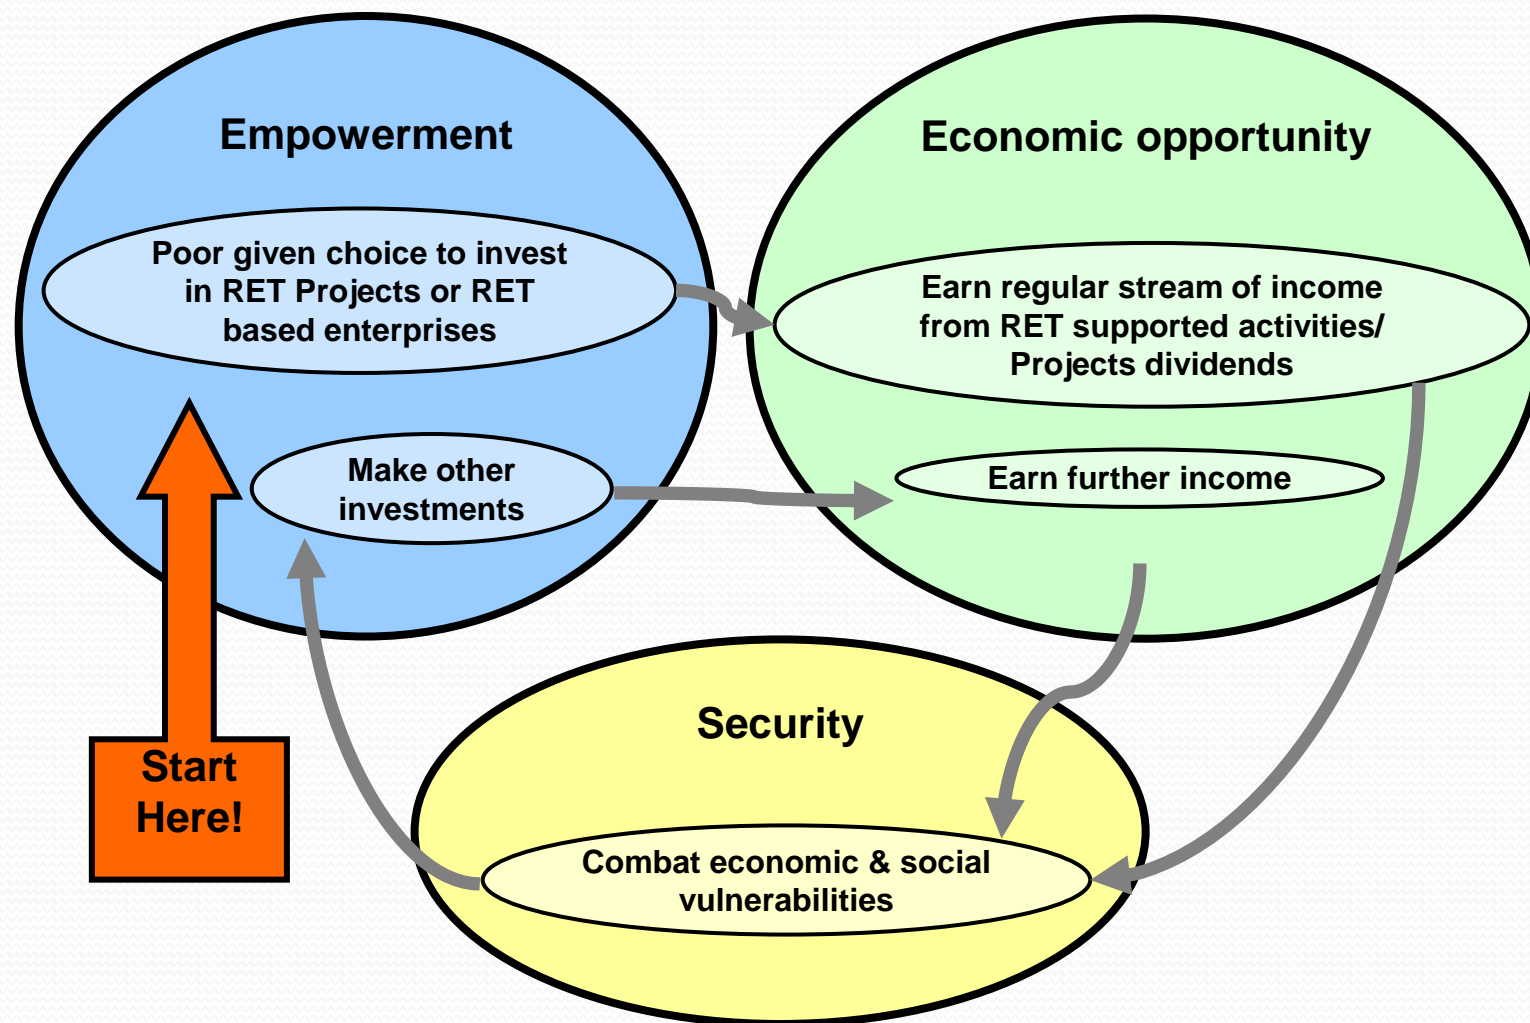 Empowerment
Poor given choice to invest
in RET Projects or RET
based enterprises
Make other
investments
Economic opportunity
Earn regular stream of income
from RET supported activities/
Projects dividends
Earn further income
Start
Here!
Security
Combat economic & social
vulnerabilities